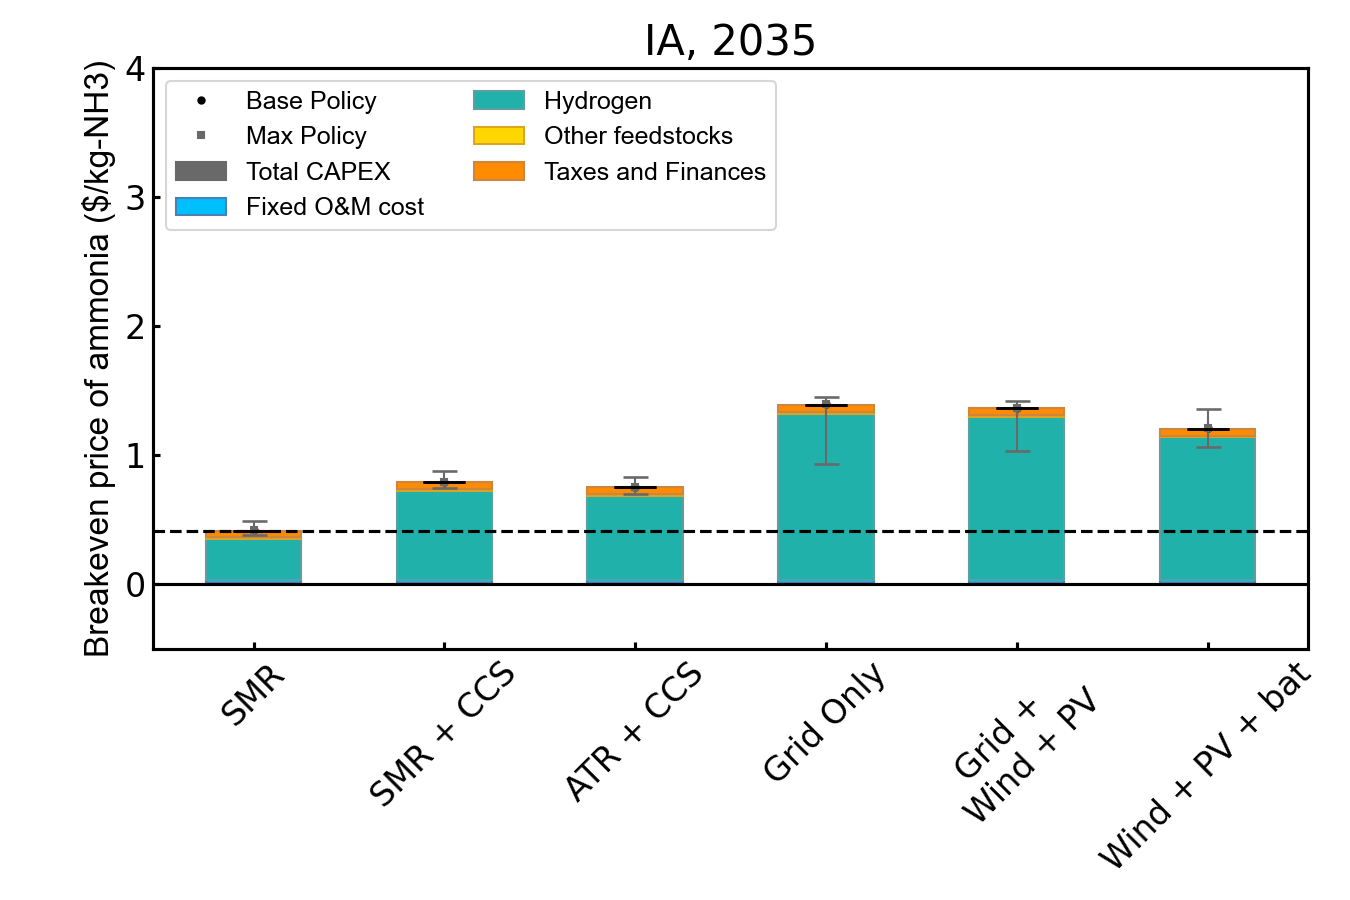 IA, 2035
Breakeven price of ammonia ($/kg-NH3)
4
3
2
1
0
Base Policy
Max Policy
Total CAPEX
Fixed O&M cost
Hydrogen
Other feedstocks
Taxes and Finances
SMR
SMR + CCS
ATR + CCS
Grid Only
Grid +
Wind + PV
Wind + PV + bat